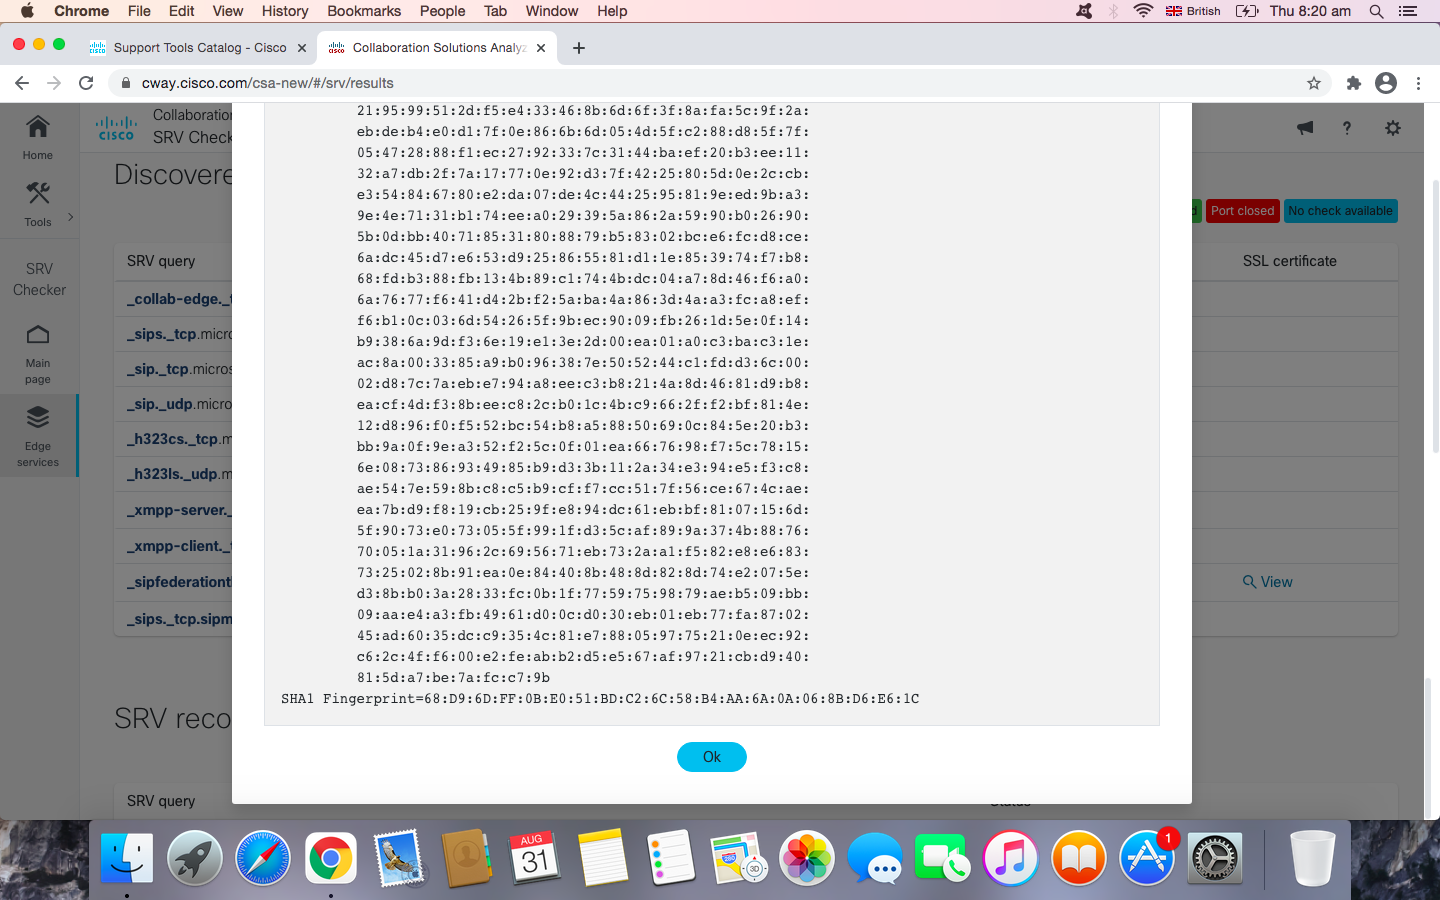 Chrome File Edit View History Bookmarks People Tab Window Help British Thu 8:20 am
Support Tools Catalog - Cisco Collaboration Solutions Analyz
cway.cisco.com/csa-new/#/srv/results
Home
Tools
SRV
Checker
Main
page
Edge
services
cisco
Collaboration
SRV Check
?
Discovere
d Port closed No check available
SRV query SSL certificate
_collab-edge._t
_sips._tcp.micro
_sip._tcp.micros
_sip._udp.micro
_h323cs._tcp.m
_h323ls._udp.m
_xmpp-server._
_xmpp-client._t
_sipfederationtl View
_sips._tcp.sipm
SRV reco
SRV query Status
21:95:99:51:2d:f5:e4:33:46:8b:6d:6f:3f:8a:fa:5c:9f:2a:
eb:de:b4:e0:d1:7f:0e:86:6b:6d:05:4d:5f:c2:88:d8:5f:7f:
05:47:28:88:f1:ec:27:92:33:7c:31:44:ba:ef:20:b3:ee:11:
32:a7:db:2f:7a:17:77:0e:92:d3:7f:42:25:80:5d:0e:2c:cb:
e3:54:84:67:80:e2:da:07:de:4c:44:25:95:81:9e:ed:9b:a3:
9e:4e:71:31:b1:74:ee:a0:29:39:5a:86:2a:59:90:b0:26:90:
5b:0d:bb:40:71:85:31:80:88:79:b5:83:02:bc:e6:fc:d8:ce:
6a:dc:45:d7:e6:53:d9:25:86:55:81:d1:1e:85:39:74:f7:b8:
68:fd:b3:88:fb:13:4b:89:c1:74:4b:dc:04:a7:8d:46:f6:a0:
6a:76:77:f6:41:d4:2b:f2:5a:ba:4a:86:3d:4a:a3:fc:a8:ef:
f6:b1:0c:03:6d:54:26:5f:9b:ec:90:09:fb:26:1d:5e:0f:14:
b9:38:6a:9d:f3:6e:19:e1:3e:2d:00:ea:01:a0:c3:ba:c3:1e:
ac:8a:00:33:85:a9:b0:96:38:7e:50:52:44:c1:fd:d3:6c:00:
02:d8:7c:7a:eb:e7:94:a8:ee:c3:b8:21:4a:8d:46:81:d9:b8:
ea:cf:4d:f3:8b:ee:c8:2c:b0:1c:4b:c9:66:2f:f2:bf:81:4e:
12:d8:96:f0:f5:52:bc:54:b8:a5:88:50:69:0c:84:5e:20:b3:
bb:9a:0f:9e:a3:52:f2:5c:0f:01:ea:66:76:98:f7:5c:78:15:
6e:08:73:86:93:49:85:b9:d3:3b:11:2a:34:e3:94:e5:f3:c8:
ae:54:7e:59:8b:c8:c5:b9:cf:f7:cc:51:7f:56:ce:67:4c:ae:
ea:7b:d9:f8:19:cb:25:9f:e8:94:dc:61:eb:bf:81:07:15:6d:
5f:90:73:e0:73:05:5f:99:1f:d3:5c:af:89:9a:37:4b:88:76:
70:05:1a:31:96:2c:69:56:71:eb:73:2a:a1:f5:82:e8:e6:83:
73:25:02:8b:91:ea:0e:84:40:8b:48:8d:82:8d:74:e2:07:5e:
d3:8b:b0:3a:28:33:fc:0b:1f:77:59:75:98:79:ae:b5:09:bb:
09:aa:e4:a3:fb:49:61:d0:0c:d0:30:eb:01:eb:77:fa:87:02:
45:ad:60:35:dc:c9:35:4c:81:e7:88:05:97:75:21:0e:ec:92:
c6:2c:4f:f6:00:e2:fe:ab:b2:d5:e5:67:af:97:21:cb:d9:40:
81:5d:a7:be:7a:fc:c7:9b
SHA1 Fingerprint=68:D9:6D:FF:0B:E0:51:BD:C2:6C:58:B4:AA:6A:0A:06:8B:D6:E6:1C
Ok
AUG
31
280
3D
1